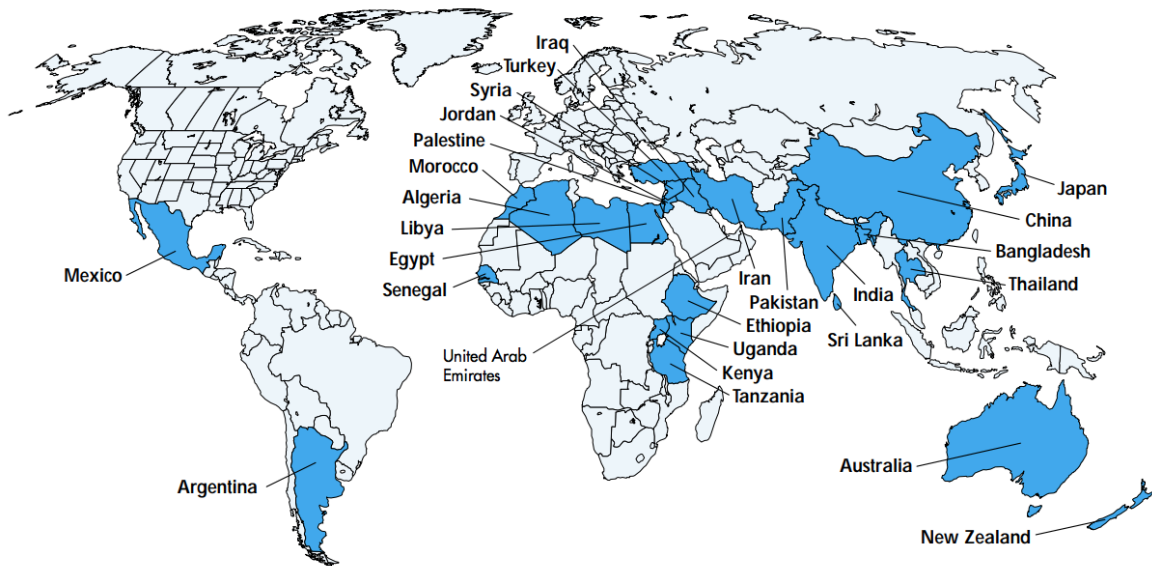 Iraq
Turkey
Syria
Jordan
Palestine
Morocco
Algeria
Libya
Egypt
Senegal
Mexico
Argentina
United Arab
Emirates
Iran
Pakistan
Ethiopia
Uganda
Kenya
Tanzania
India
Sri Lanka
Japan
China
Bangladesh
Thailand
Australia
New Zealand